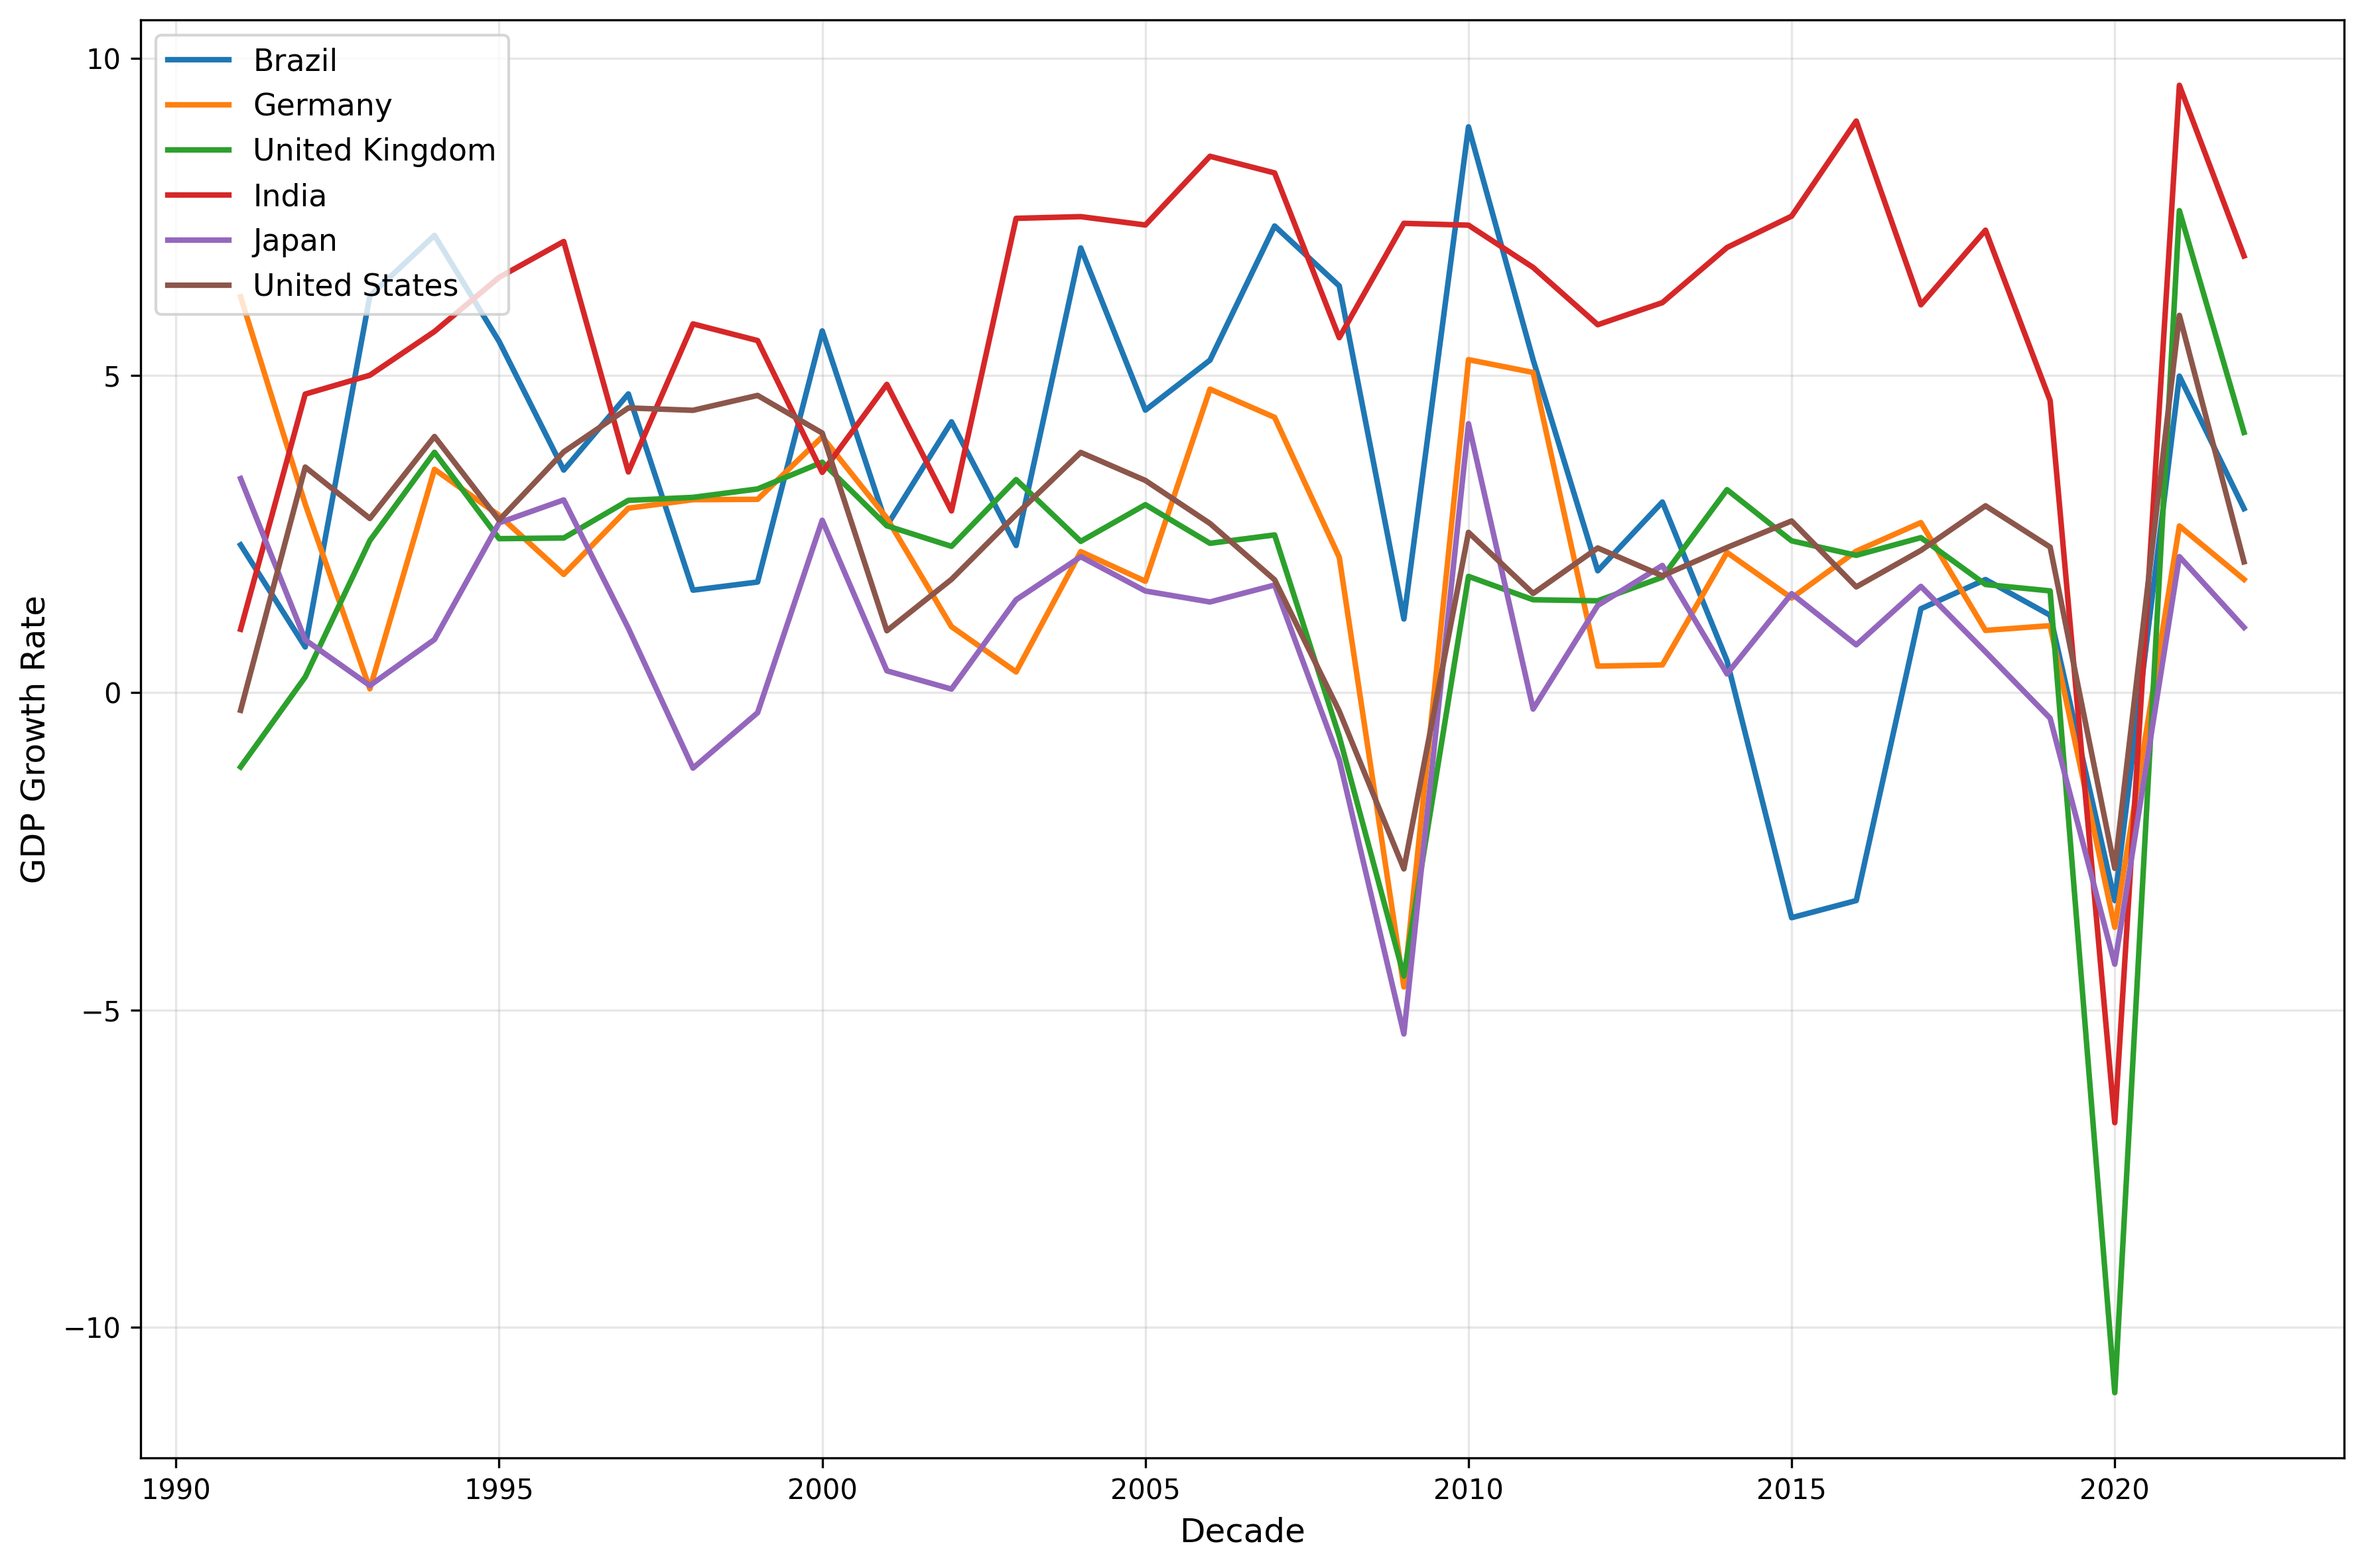 Brazil
Germany
United Kingdom
India
Japan
United States
10
5
0
−5
−10
GDP Growth Rate
1990 1995 2000 2005 2010 2015 2020
Decade